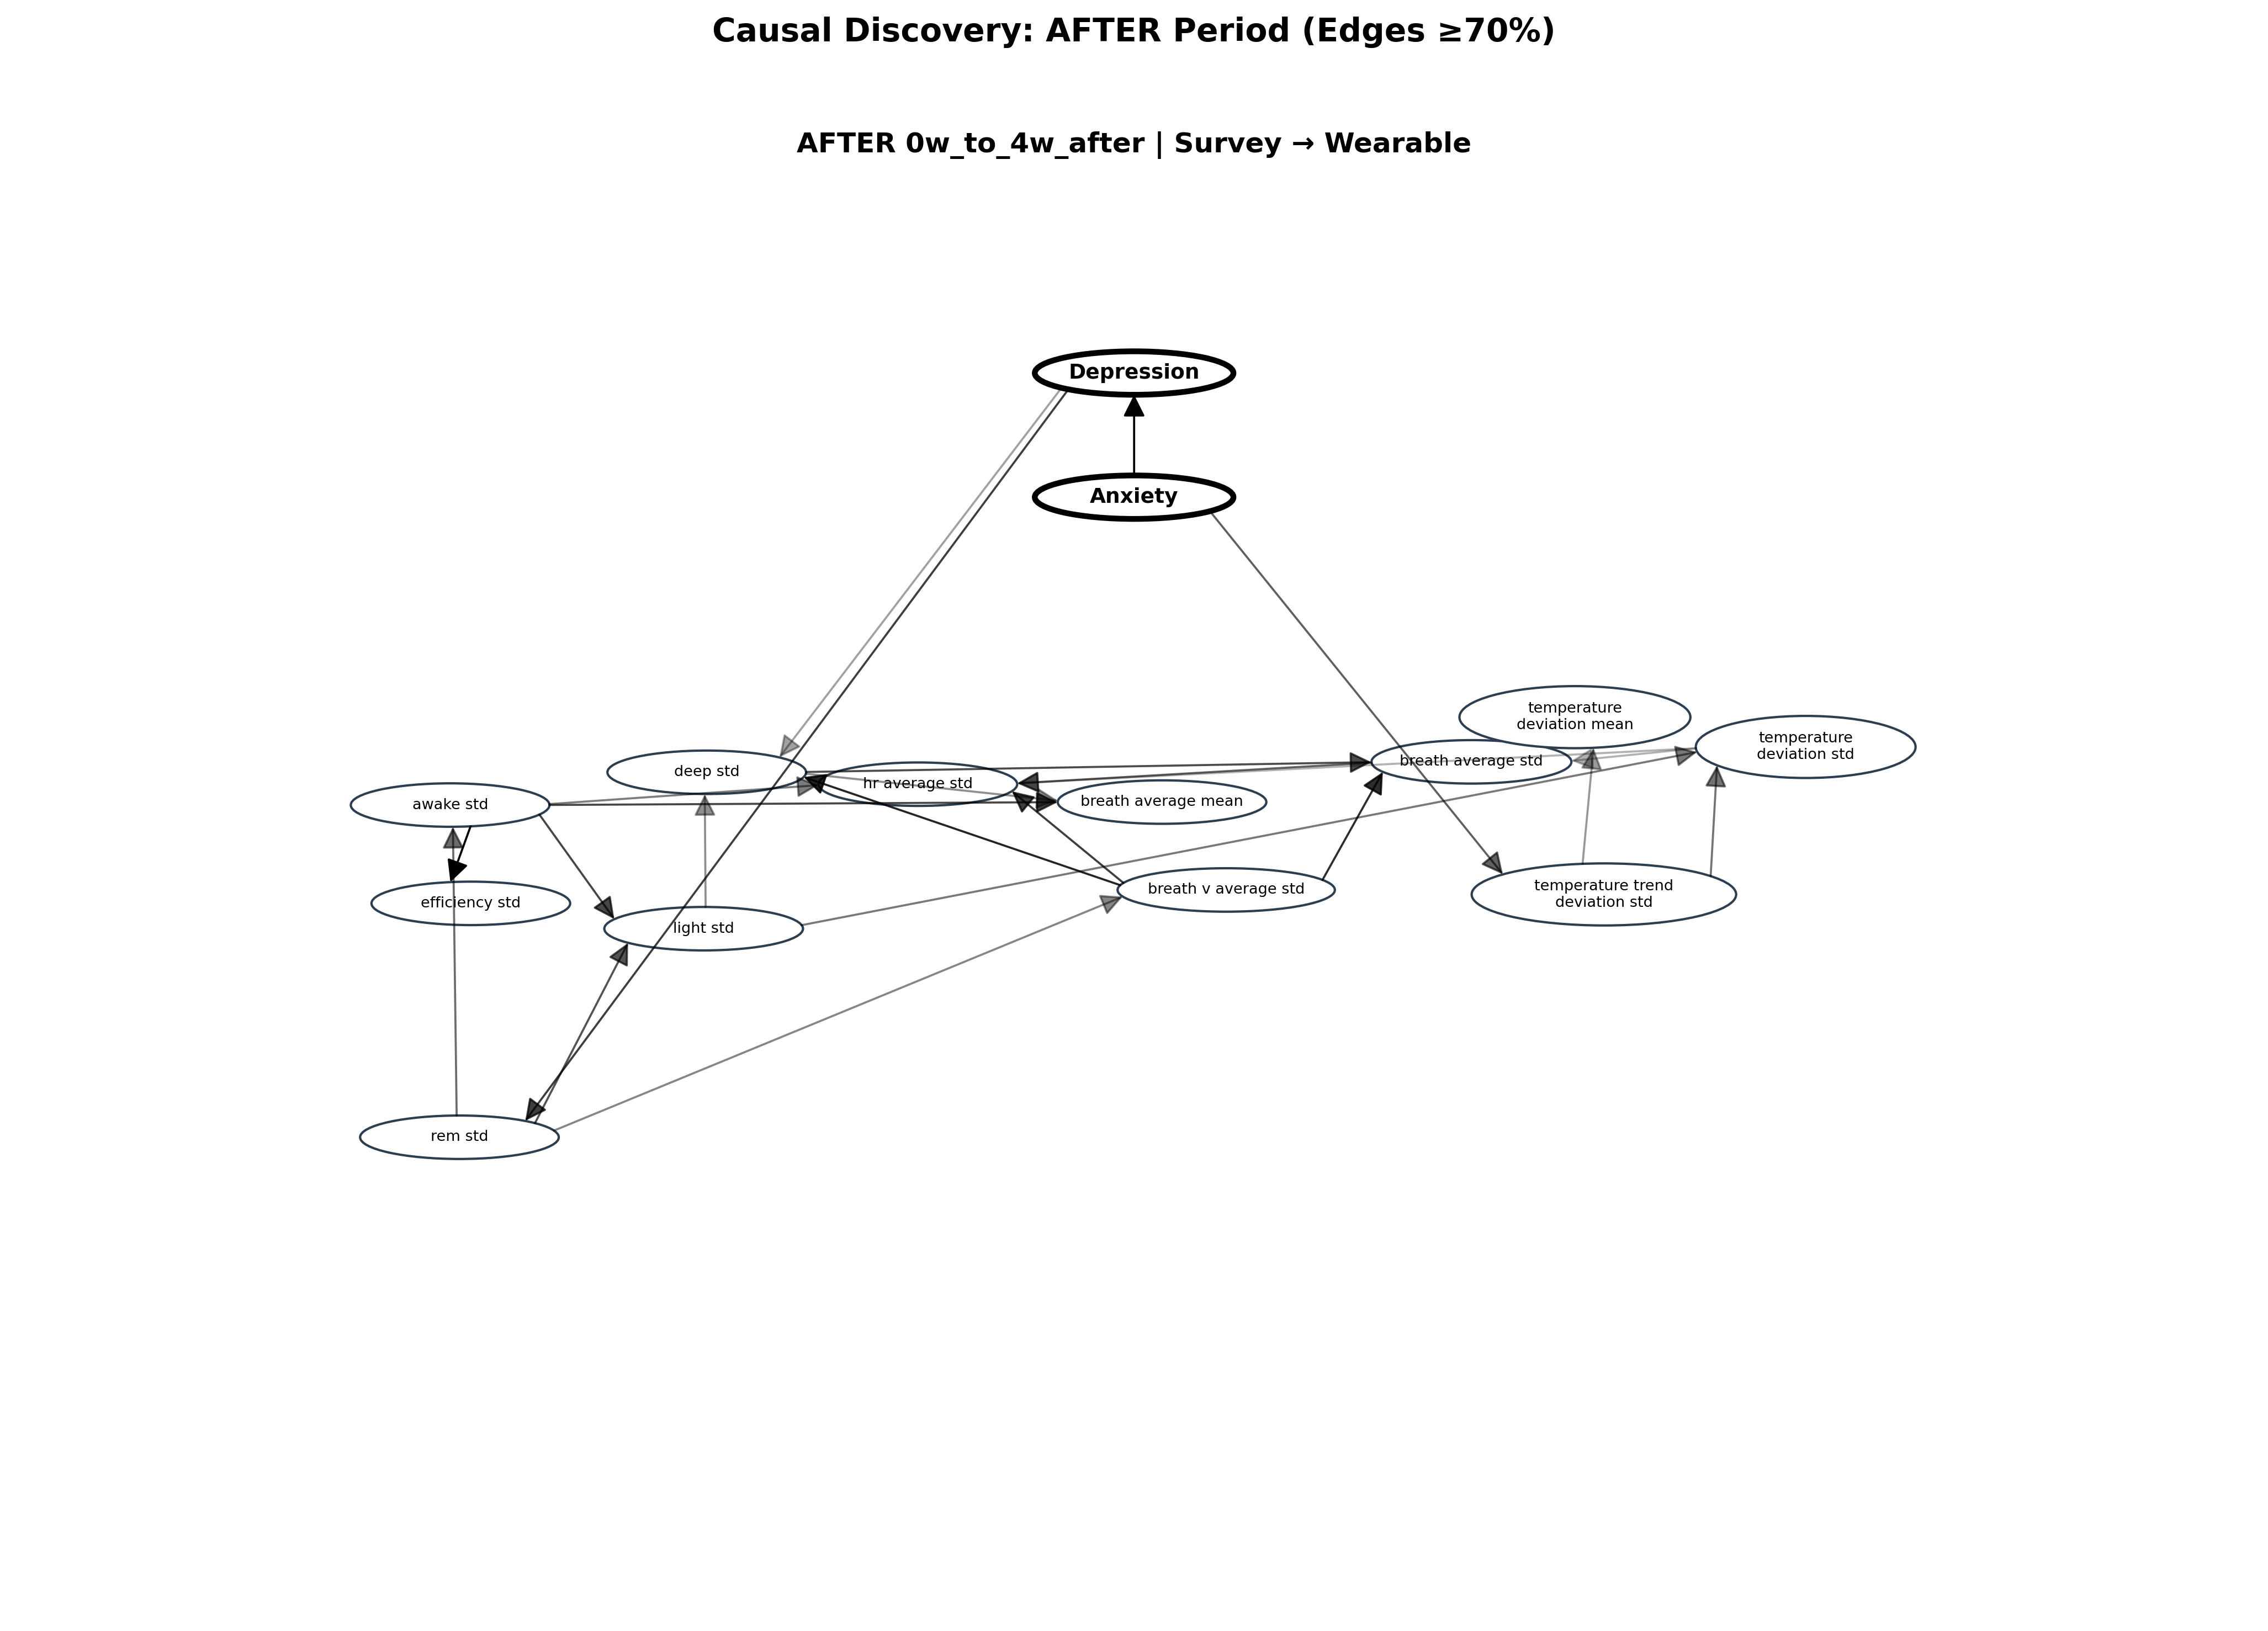 Causal Discovery: AFTER Period (Edges ≥70%)
AFTER 0w_to_4w_after | Survey → Wearable
Depression
Anxiety
temperature
deviation mean
temperature
deviation std
breath average std
deep std
hr average std
breath average mean
awake std
breath v average std
temperature trend
deviation std
efficiency std
light std
rem std